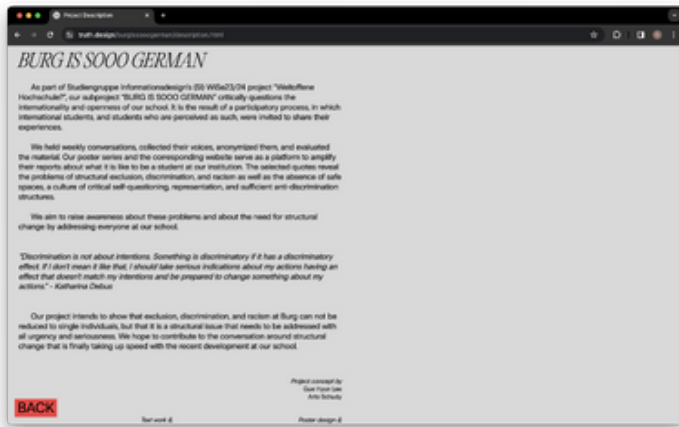 Project Description
truth.design/burgissooogerman/description.html
BURG IS SOOO GERMAN
As part of Studiengruppe Informationsdesign's (SI) WiSe23/24 project "Weltoffene
Hochschule?", our subproject "BURG IS SOOO GERMAN" critically questions the
internationality and openness of our school. It is the result of a participatory process, in which
international students, and students who are perceived as such, were invited to share their
experiences.
We held weekly conversations, collected their voices, anonymized them, and evaluated
the material. Our poster series and the corresponding website serve as a platform to amplify
their reports about what it is like to be a student at our institution. The selected quotes reveal
the problems of structural exclusion, discrimination, and racism as well as the absence of safe
spaces, a culture of critical self-questioning, representation, and sufficient anti-discrimination
structures.
We aim to raise awareness about these problems and about the need for structural
change by addressing everyone at our school.
"Discrimination is not about intentions. Something is discriminatory if it has a discriminatory
effect. If I don't mean it like that, I should take serious indications about my actions having an
effect that doesn't match my intentions and be prepared to change something about my
actions." - Katharina Debus
Our project intends to show that exclusion, discrimination, and racism at Burg can not be
reduced to single individuals, but that it is a structural issue that needs to be addressed with
all urgency and seriousness. We hope to contribute to the conversation around structural
change that is finally taking up speed with the recent development at our school.
Project concept by
Lee
BACK
Text work &
Poster design &